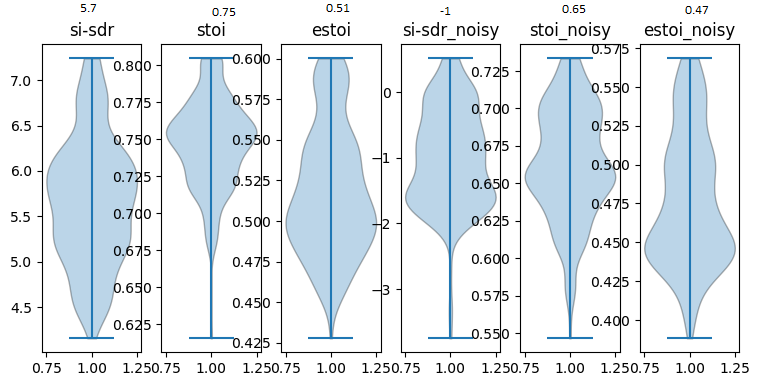 5.7 0.75 0.51 -1 0.65 0.47
si-sdr stoi estoi si-sdr_noisy stoi_noisy estoi_noisy
7.0 6.5 6.0 5.5 5.0 4.5
0.75 1.00 1.25
0.800 0.775 0.750 0.725 0.700 0.675 0.650 0.625
0.75 1.00 1.25
0.600 0.575 0.550 0.525 0.500 0.475 0.450 0.425
0.75 1.00 1.25
0 −1 −2 −3
0.75 1.00 1.25
0.725 0.700 0.675 0.650 0.625 0.600 0.575 0.550
0.75 1.00 1.25
0.575 0.550 0.525 0.500 0.475 0.450 0.425 0.400
0.75 1.00 1.25